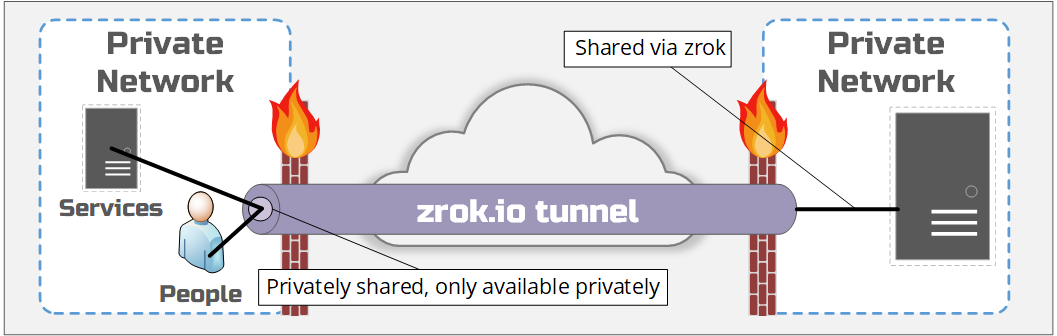 Private
Network
Shared via zrok
Private
Network
Services
zrok.io tunnel
People
Privately shared, only available privately